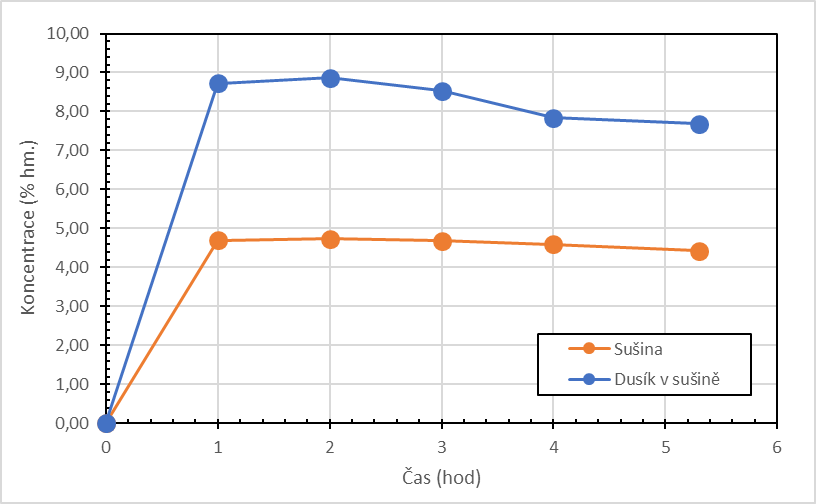 10,00
9,00
8,00
7,00
6,00
5,00
4,00
3,00
2,00
1,00
0,00
Koncentrace (% hm.)
Sušina
Dusík v sušině
0 1 2 3 4 5 6
Čas (hod)